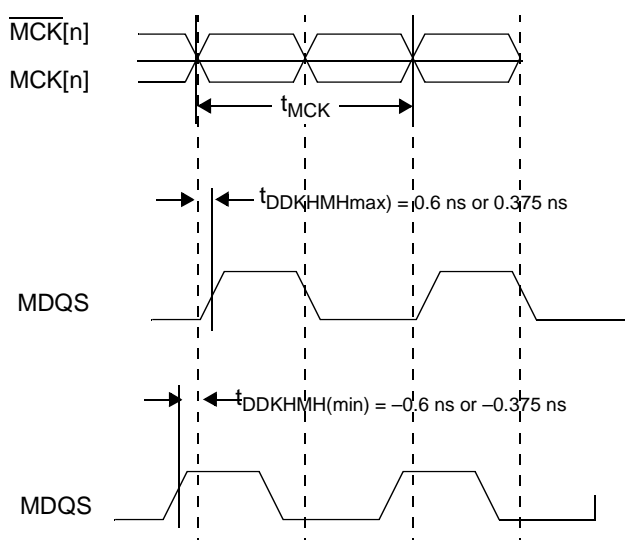 M̅C̅K̅[n]
MCK[n]
tMCK
tDDKHMHmax) = 0.6 ns or 0.375 ns
MDQS
tDDKHMH(min) = –0.6 ns or –0.375 ns
MDQS